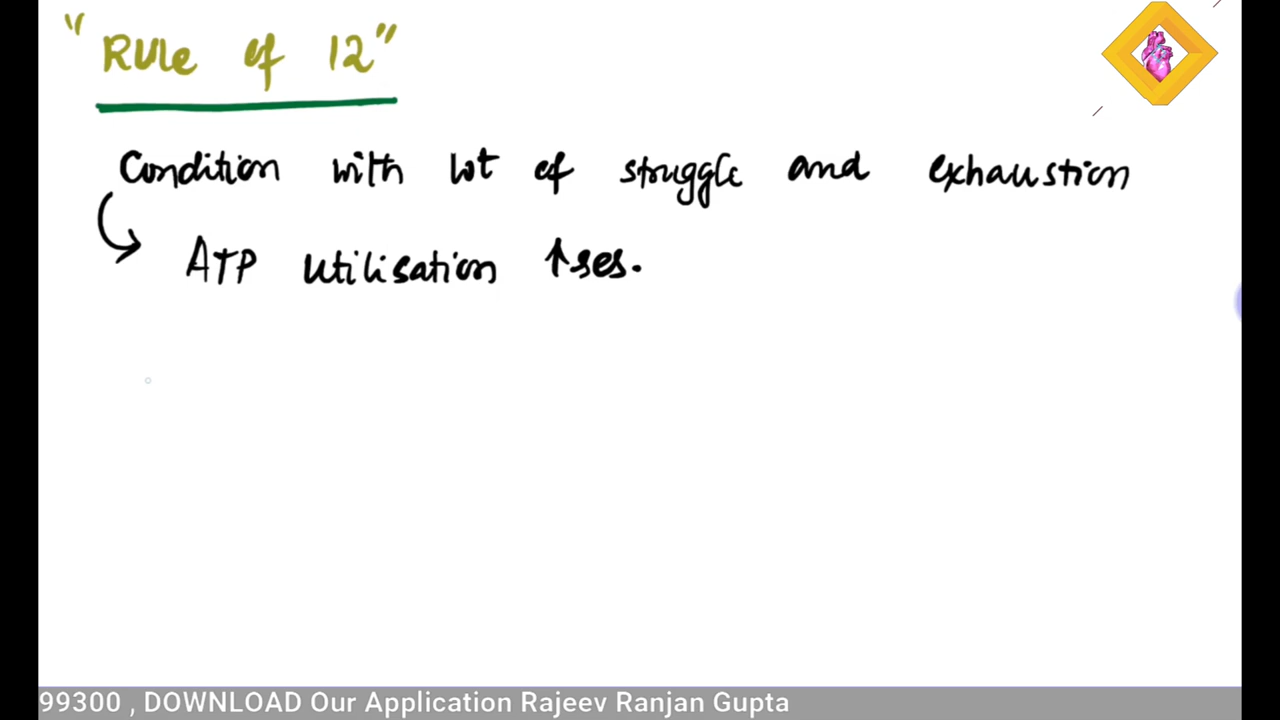 "Rule of 12"
Condition with lot of struggle and exhaustion
ATP utilisation ↑ses.
99300 , DOWNLOAD Our Application Rajeev Ranjan Gupta